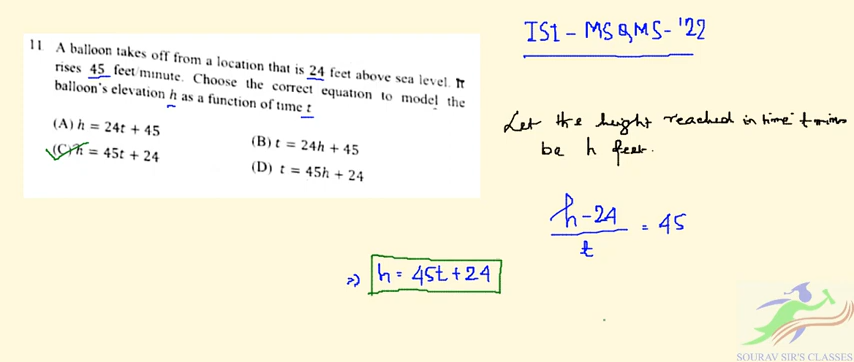 11. A balloon takes off from a location that is 24 feet above sea level. It
rises 45 feet/minute. Choose the correct equation to model the
balloon's elevation h as a function of time t
(A) h = 24t + 45
(B) t = 24h + 45
(C) h = 45t + 24
(D) t = 45h + 24
ISI - MSQMS - '22
Let the height reached in time t mins
be h feet.
h - 24
t
= 45
⇒) h = 45t + 24
SOURAV SIR'S CLASSES